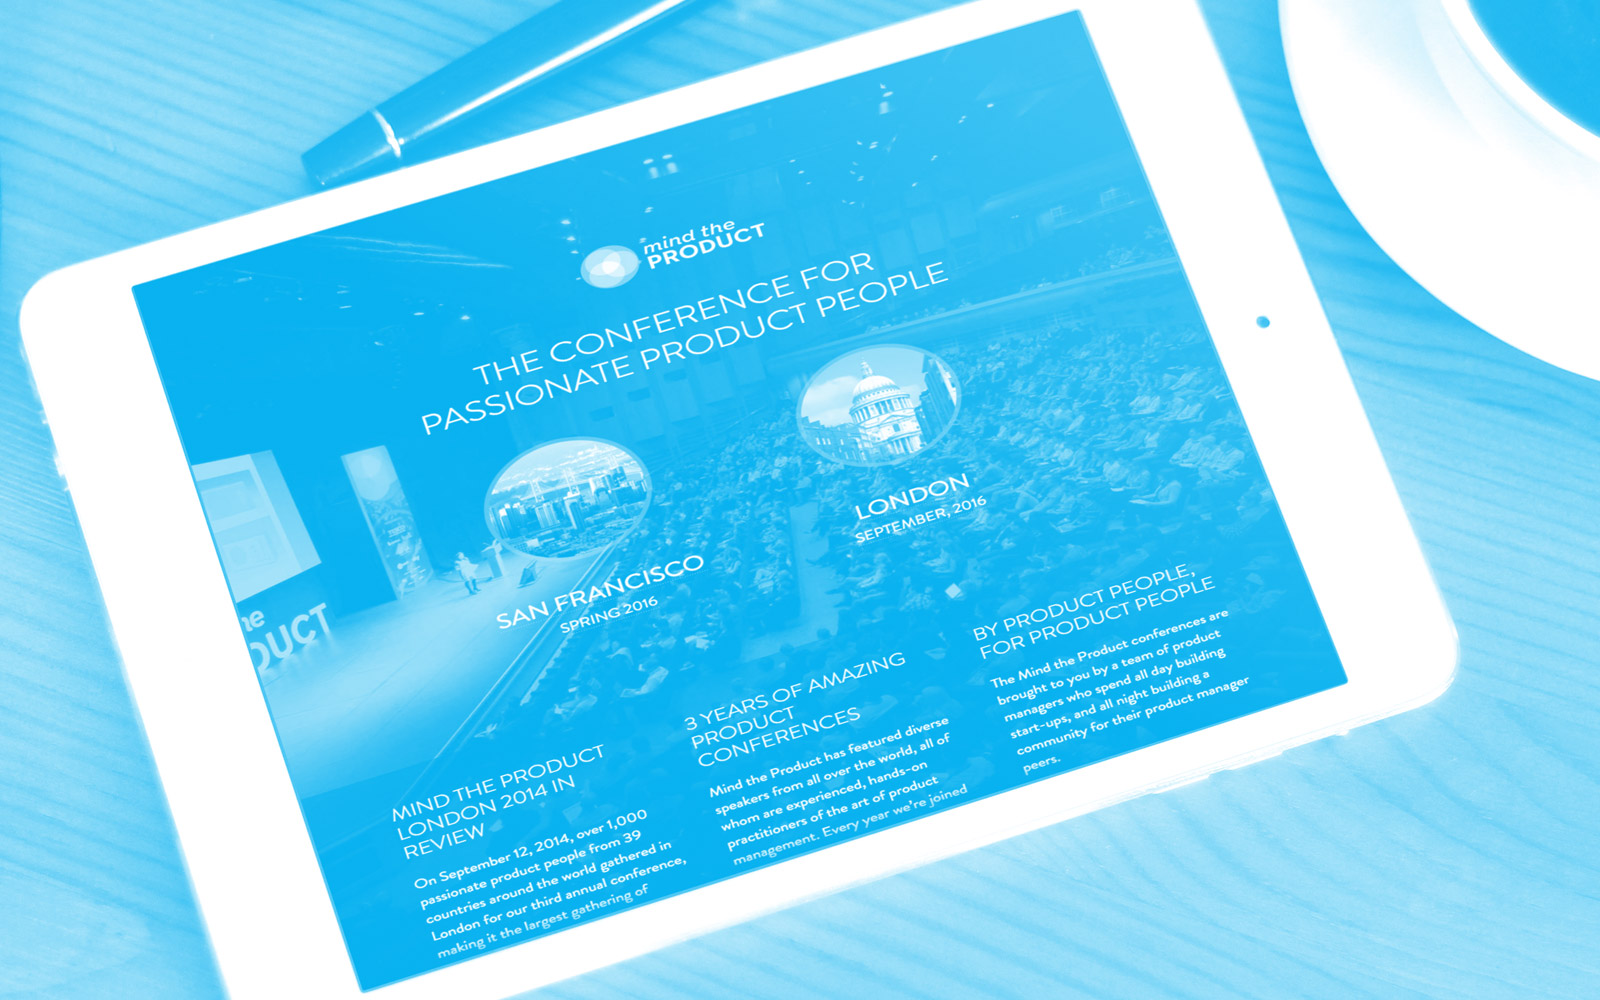 mind the
PRODUCT
THE CONFERENCE FOR
PASSIONATE PRODUCT PEOPLE
SAN FRANCISCO
SPRING 2016
LONDON
SEPTEMBER, 2016
he
DUCT
MIND THE PRODUCT
LONDON 2014 IN
REVIEW
On September 12, 2014, over 1,000
passionate product people from 39
countries around the world gathered in
London for our third annual conference,
making it the largest gathering of
3 YEARS OF AMAZING
PRODUCT
CONFERENCES
Mind the Product has featured diverse
speakers from all over the world, all of
whom are experienced, hands-on
practitioners of the art of product
management. Every year we're joined
BY PRODUCT PEOPLE,
FOR PRODUCT PEOPLE
The Mind the Product conferences are
brought to you by a team of product
managers who spend all day building
start-ups, and all night building a
community for their product manager
peers.